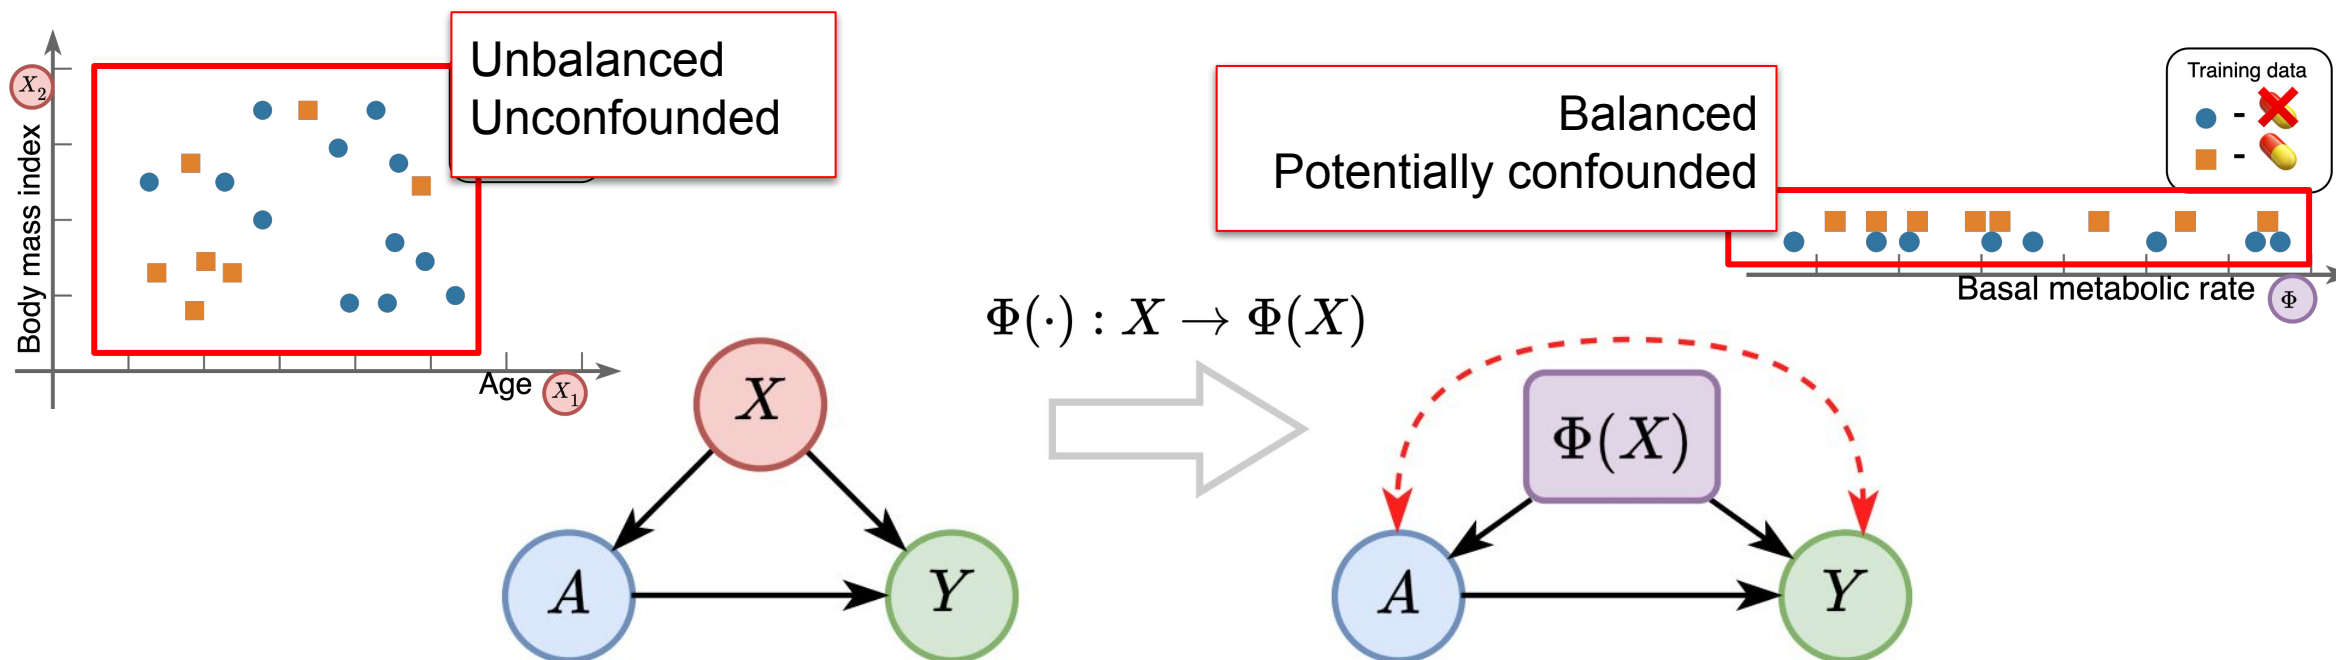 Unbalanced
Unconfounded
X₂
Body mass index
Age
X₁
Balanced
Potentially confounded
Training data
-
-
Basal metabolic rate
Φ
Φ(·) : X → Φ(X)
X
A
Y
Φ(X)
A
Y